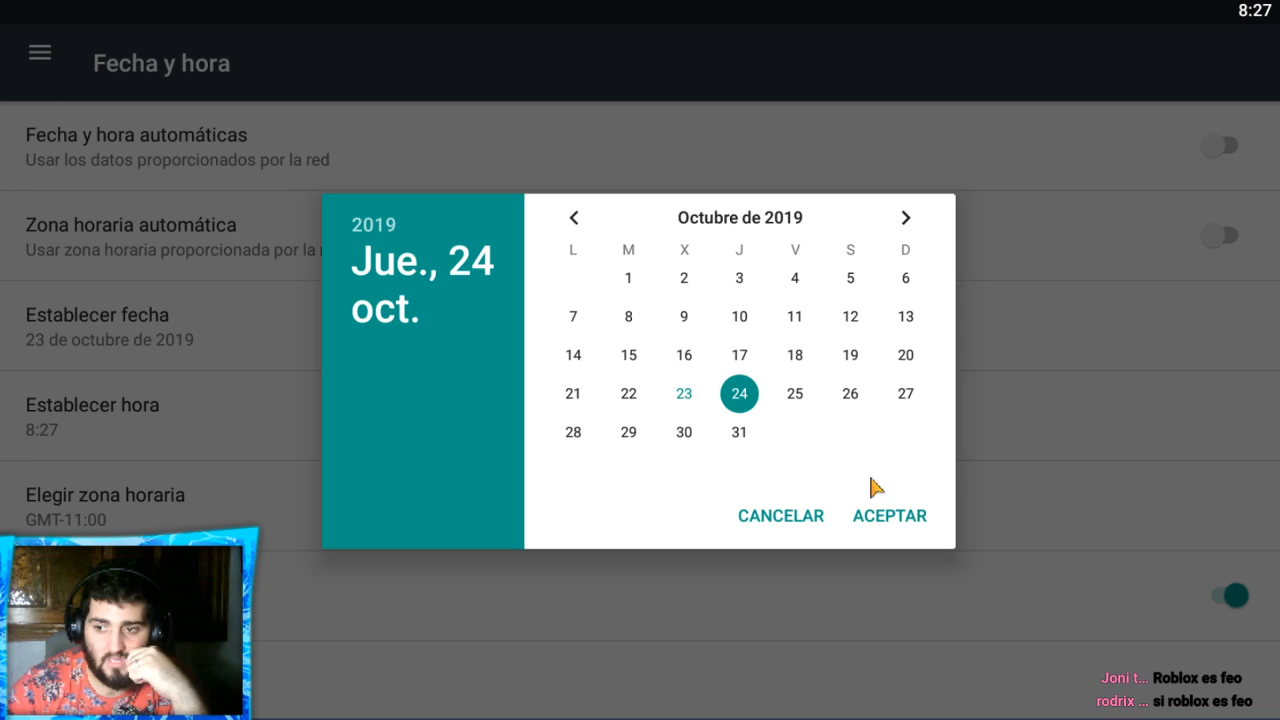 8:27
Fecha y hora
Fecha y hora automáticas
Usar los datos proporcionados por la red
Zona horaria automática
Usar zona horaria proporcionada por la
Establecer fecha
23 de octubre de 2019
Establecer hora
8:27
Elegir zona horaria
GMT-11:00
2019
Jue., 24
oct.
Octubre de 2019
L M X J V S D
1 2 3 4 5 6
7 8 9 10 11 12 13
14 15 16 17 18 19 20
21 22 23 24 25 26 27
28 29 30 31
CANCELAR ACEPTAR
Joni t... Roblox es feo
rodrix ... si roblox es feo